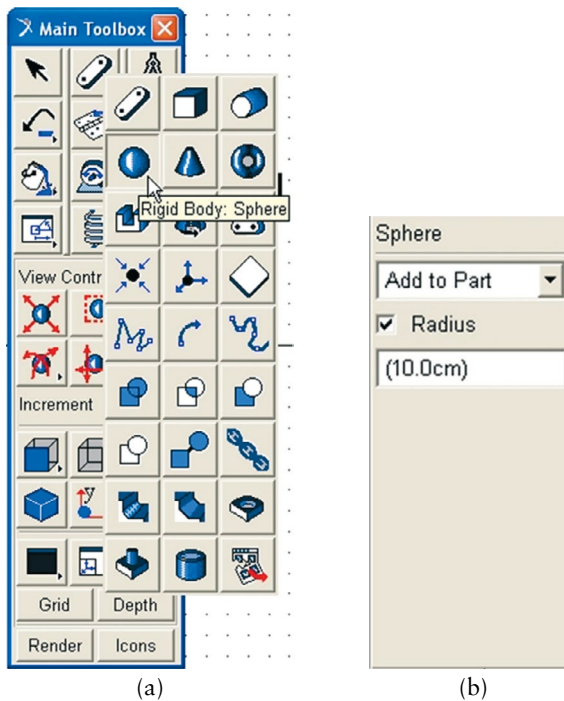 Main Toolbox
Rigid Body: Sphere
View Contr
Increment
y
Grid
Depth
Render
Icons
(a)
Sphere
Add to Part
Radius
(10.0cm)
(b)